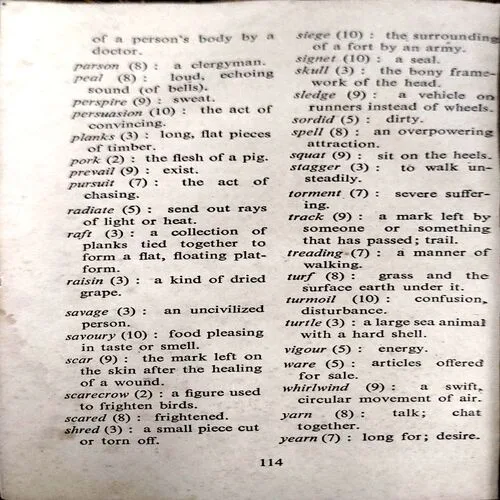 of a person's body by a
doctor.
parson (8) : a clergyman.
peal (8) : loud, echoing
sound (of bells).
perspire (9) : sweat.
persuasion (10) : the act of
convincing.
planks (3) : long, flat pieces
of timber.
pork (2) : the flesh of a pig.
prevail (9) : exist.
pursuit (7) : the act of
chasing.
radiate (5) : send out rays
of light or heat.
raft (3) : a collection of
planks tied together to
form a flat, floating plat-
form.
raisin (3) : a kind of dried
grape.
savage (3) : an uncivilized
person.
savoury (10) : food pleasing
in taste or smell.
scar (9) : the mark left on
the skin after the healing
of a wound.
scarecrow (2) : a figure used
to frighten birds.
scared (8) : frightened.
shred (3) : a small piece cut
or torn off.
siege (10) : the surrounding
of a fort by an army.
signet (10) : a seal.
skull (3) : the bony frame-
work of the head.
sledge (9) : a vehicle on
runners instead of wheels.
sordid (5) : dirty.
spell (8) : an overpowering
attraction.
squat (9) : sit on the heels.
stagger (3) : to walk un-
steadily.
torment (7) : severe suffer-
ing.
track (9) : a mark left by
someone or something
that has passed; trail.
treading (7) : a manner of
walking.
turf (8) : grass and the
surface earth under it.
turmoil (10) : confusion,
disturbance.
turtle (3) : a large sea animal
with a hard shell.
vigour (5) : energy.
ware (5) : articles offered
for sale.
whirlwind (9) : a swift,
circular movement of air.
yarn (8) : talk; chat
together.
yearn (7) : long for; desire.
114